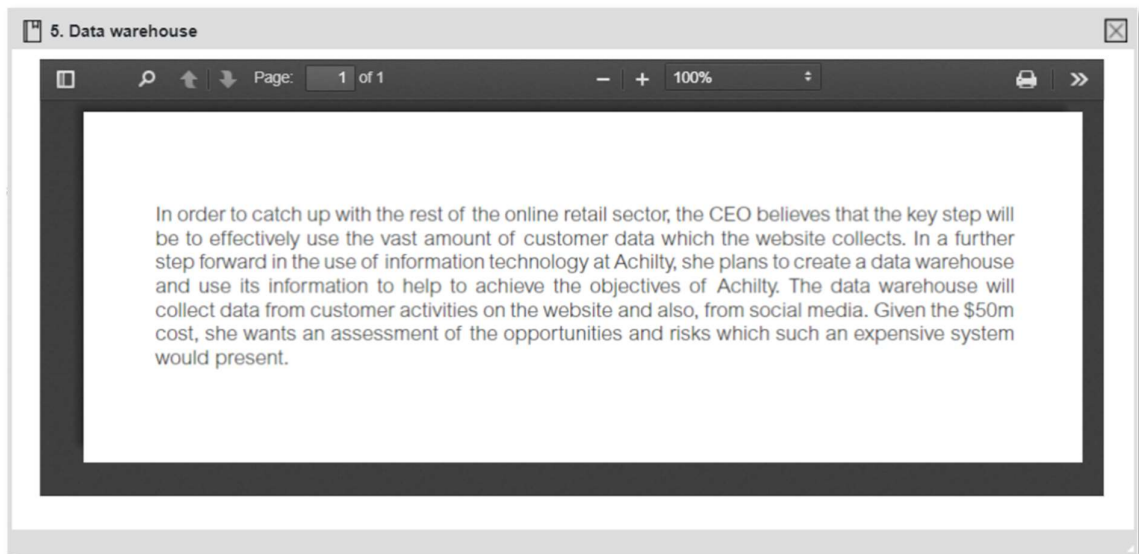 5. Data warehouse
Page: 1 of 1 100%
In order to catch up with the rest of the online retail sector, the CEO believes that the key step will
be to effectively use the vast amount of customer data which the website collects. In a further
step forward in the use of information technology at Achilty, she plans to create a data warehouse
and use its information to help to achieve the objectives of Achilty. The data warehouse will
collect data from customer activities on the website and also, from social media. Given the $50m
cost, she wants an assessment of the opportunities and risks which such an expensive system
would present.